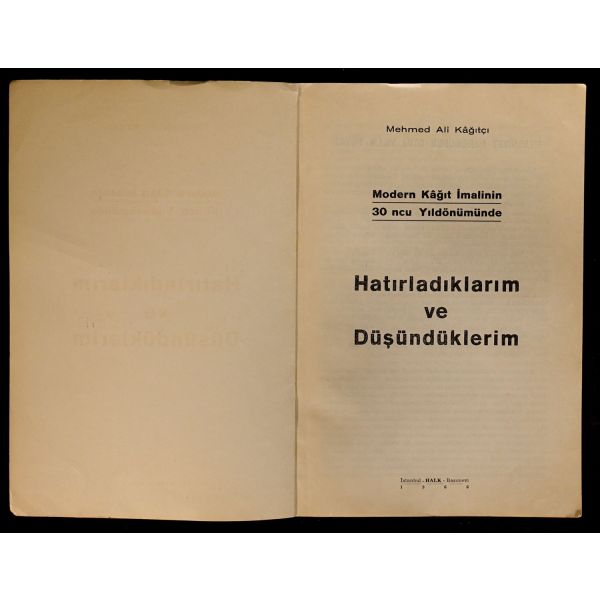 Mehmed Ali Kâğıtçı
Modern Kâğıt İmalinin
30 ncu Yıldönümünde
Hatırladıklarım
ve
Düşündüklerim
İstanbul - HALK - Basımevi